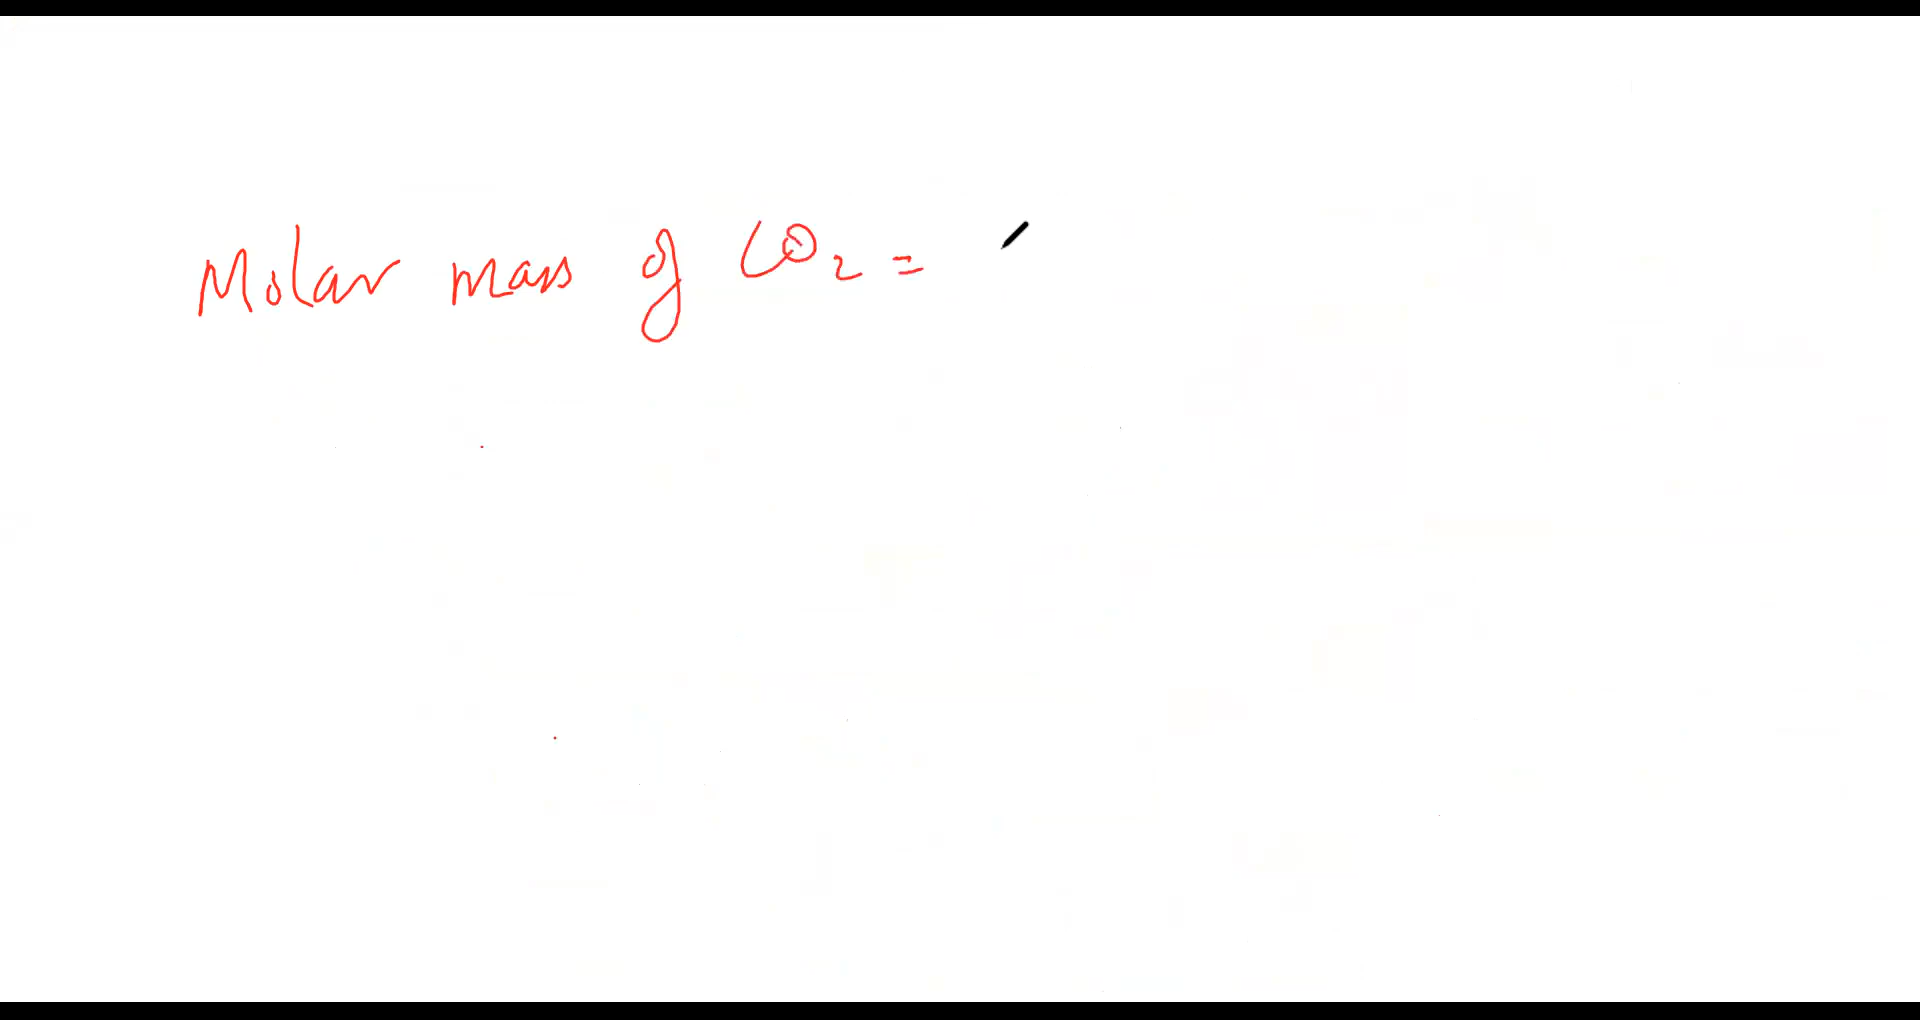 Molar mass of CO₂ =